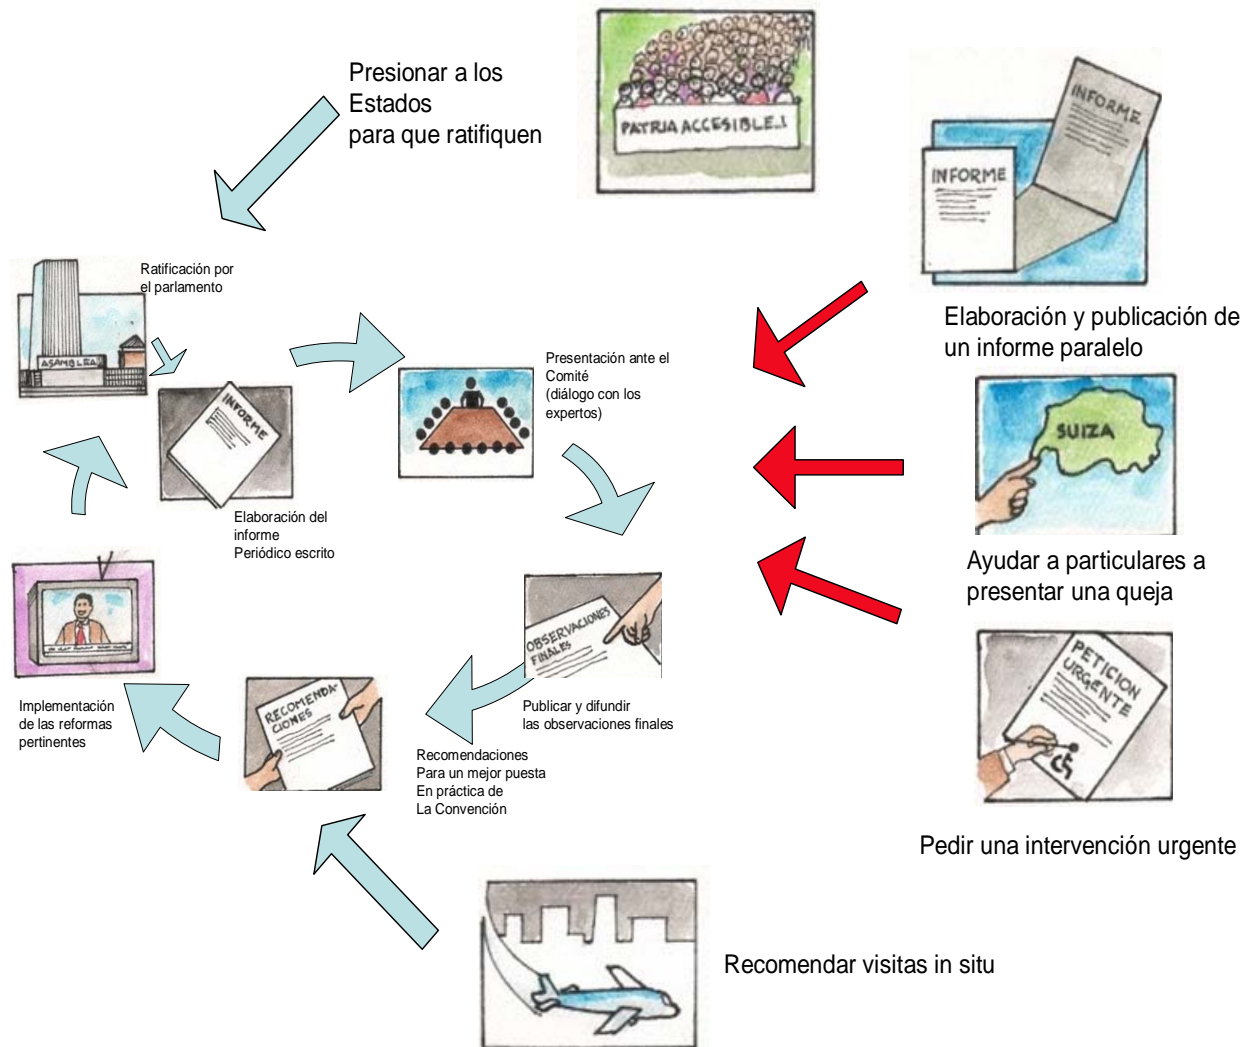 Presionar a los
Estados
para que ratifiquen
PATRIA ACCESIBLE..!
INFORME
INFORME
Elaboración y publicación de
un informe paralelo
Ratificación por
el parlamento
ASAMBLEA
INFORME
Elaboración del
informe
Periódico escrito
Presentación ante el
Comité
(diálogo con los
expertos)
SUIZA
Ayudar a particulares a
presentar una queja
OBSERVACIONES
FINALES
Publicar y difundir
las observaciones finales
PETICION
URGENTE
Pedir una intervención urgente
Implementación
de las reformas
pertinentes
RECOMENDA-
CIONES
Recomendaciones
Para un mejor puesta
En práctica de
La Convención
Recomendar visitas in situ